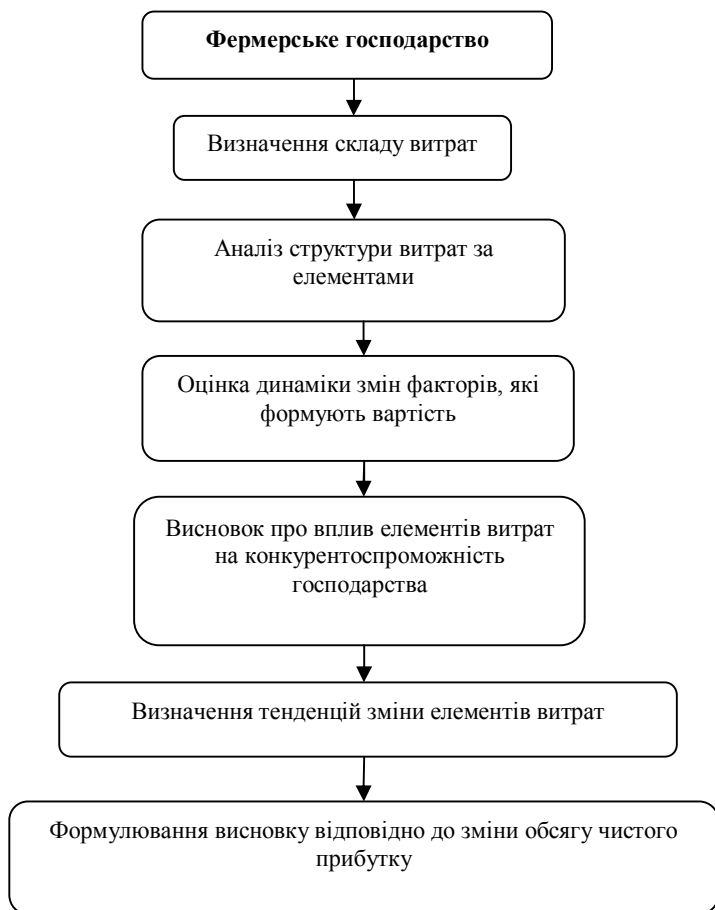 Фермерське господарство
Визначення складу витрат
Аналіз структури витрат за
елементами
Оцінка динаміки змін факторів, які
формують вартість
Висновок про вплив елементів витрат
на конкурентоспроможність
господарства
Визначення тенденцій зміни елементів витрат
Формулювання висновку відповідно до зміни обсягу чистого
прибутку